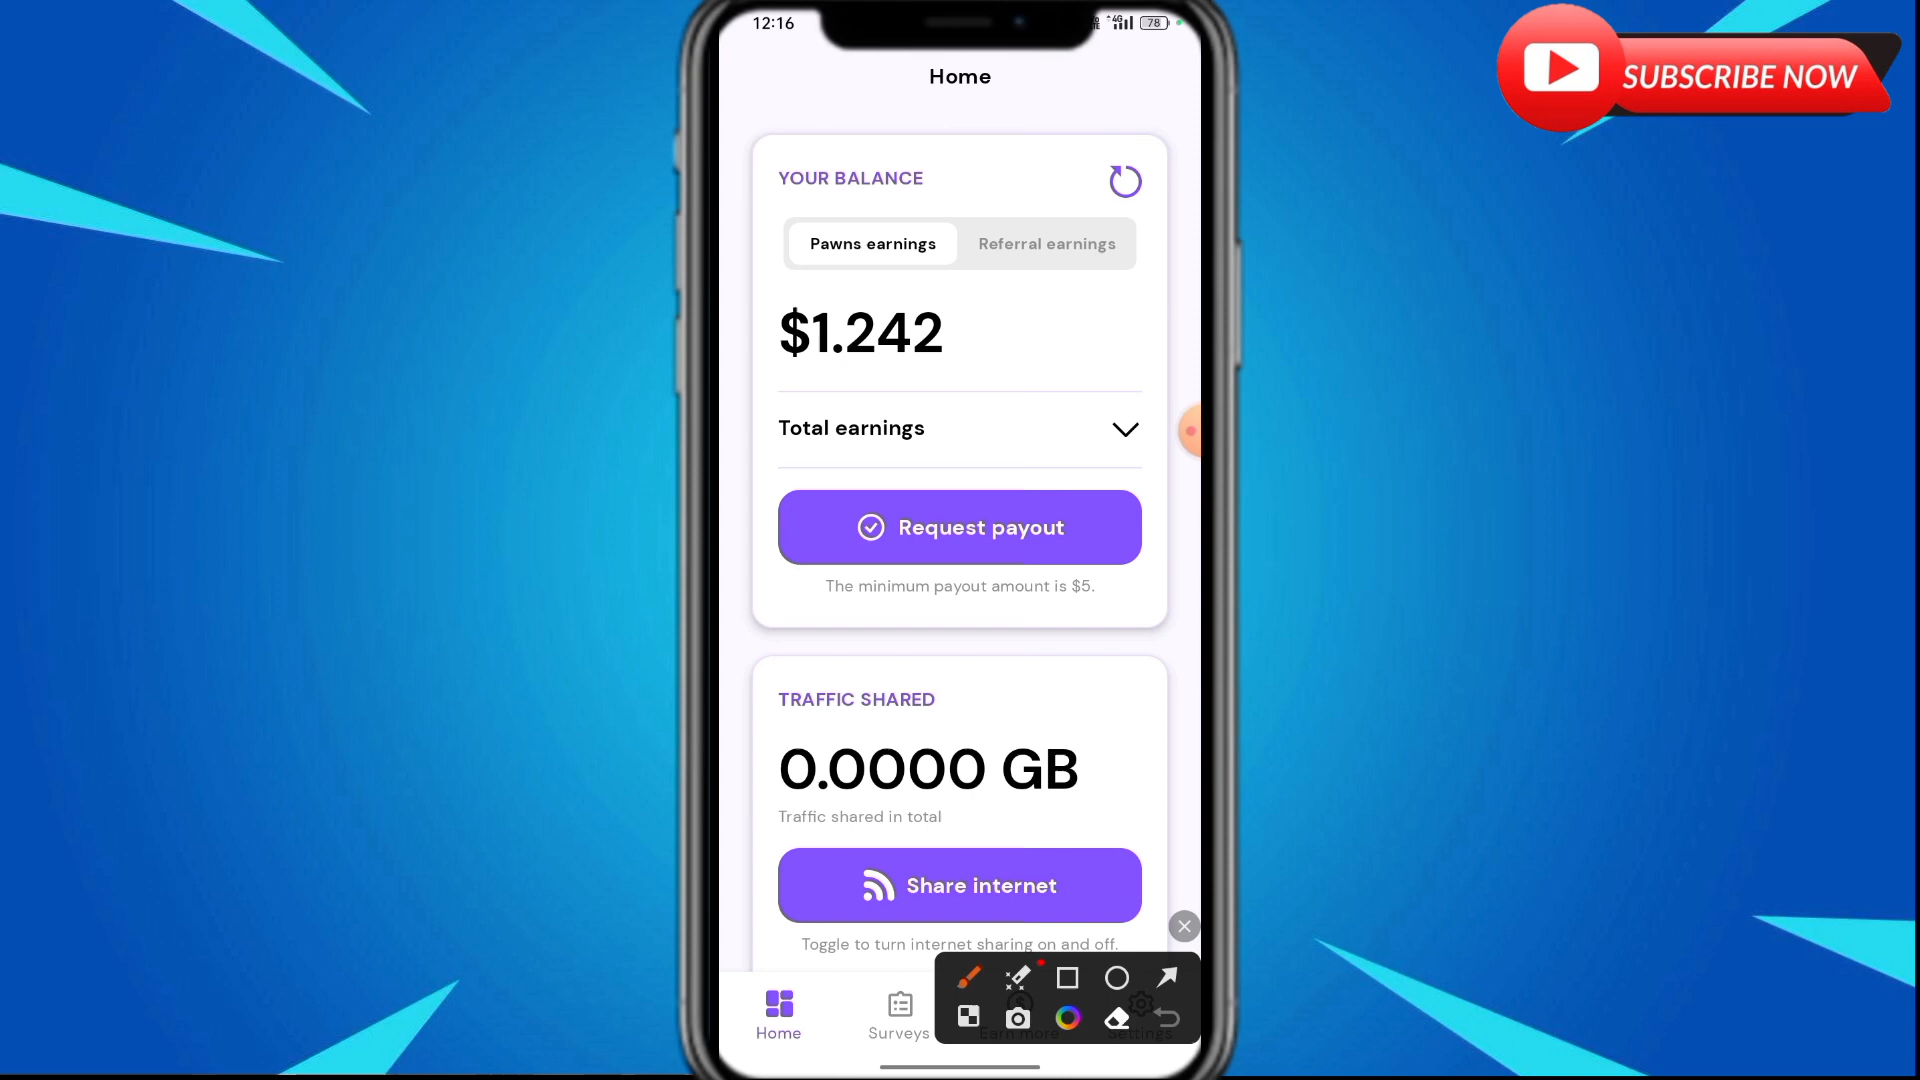 12:16
4G
78
SUBSCRIBE NOW
Home
YOUR BALANCE
Pawns earnings
Referral earnings
$1.242
Total earnings
Request payout
The minimum payout amount is $5.
TRAFFIC SHARED
0.0000 GB
Traffic shared in total
Share internet
Toggle to turn internet sharing on and off.
Home
Surveys
Earn more
Settings